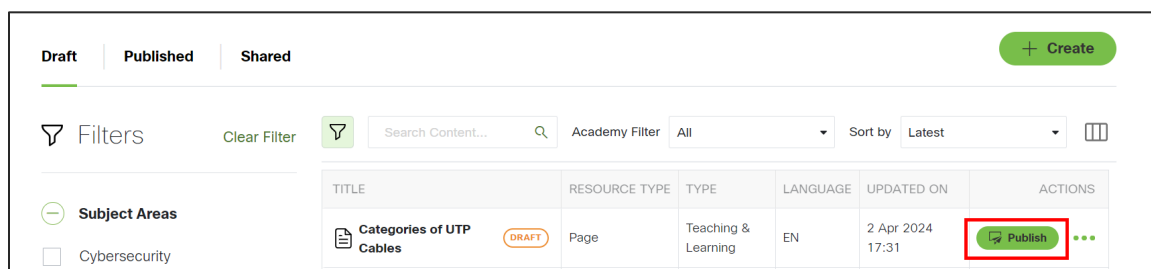 Draft Published Shared + Create
Filters Clear Filter Search Content... Academy Filter All Sort by Latest
TITLE RESOURCE TYPE TYPE LANGUAGE UPDATED ON ACTIONS
Subject Areas
Categories of UTP
Cables
DRAFT
Page
Teaching &
Learning
EN
2 Apr 2024
17:31
Publish
Cybersecurity